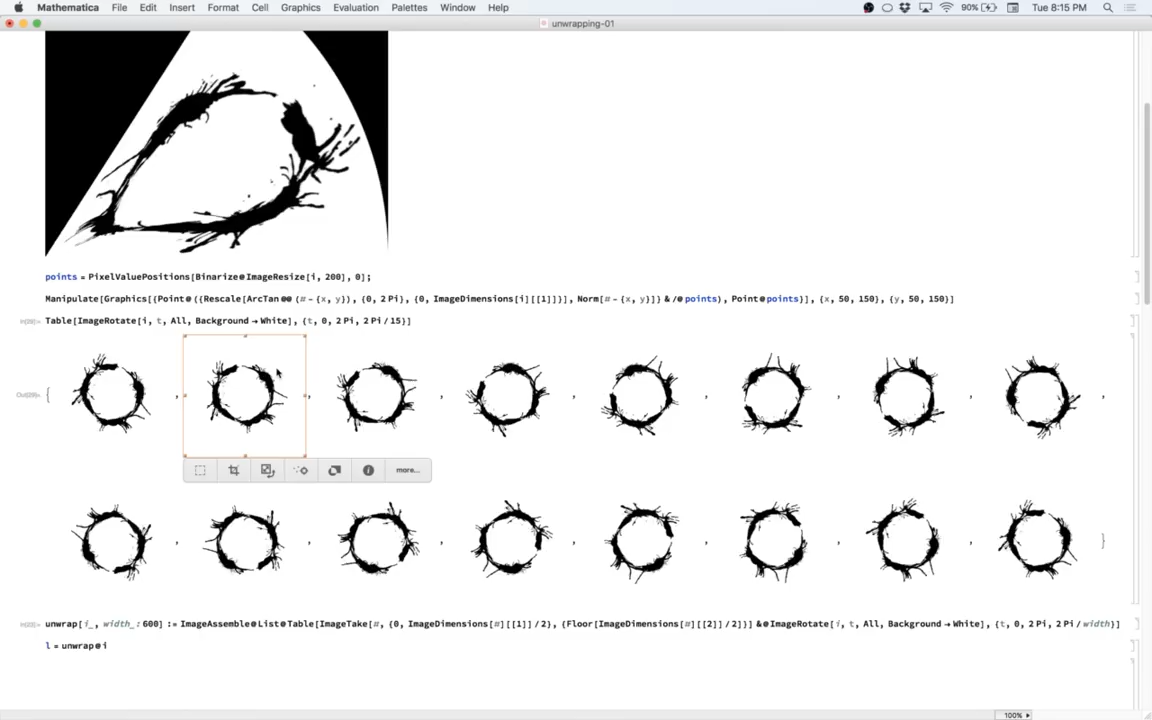 Mathematica File Edit Insert Format Cell Graphics Evaluation Palettes Window Help 90% Tue 8:15 PM
unwrapping-01
points = PixelValuePositions[Binarize@ImageResize[i, 200], 0];
Manipulate[Graphics[{Point@({Rescale[ArcTan@@(# - {x, y}), {0, 2 Pi}, {0, ImageDimensions[i][[1]]}], Norm[# - {x, y}]} & /@ points), Point@points}], {x, 50, 150}, {y, 50, 150}]
Table[ImageRotate[i, t, All, Background → White], {t, 0, 2 Pi, 2 Pi / 15}]
{ , , , , , , , ,
more...
, , , , , , , }
unwrap[i_, width_: 600] := ImageAssemble@List@Table[ImageTake[#, {0, ImageDimensions[#][[1]] / 2}, {Floor[ImageDimensions[#][[2]] / 2]}] &@ImageRotate[i, t, All, Background → White], {t, 0, 2 Pi, 2 Pi / width}]
l = unwrap@i
100%